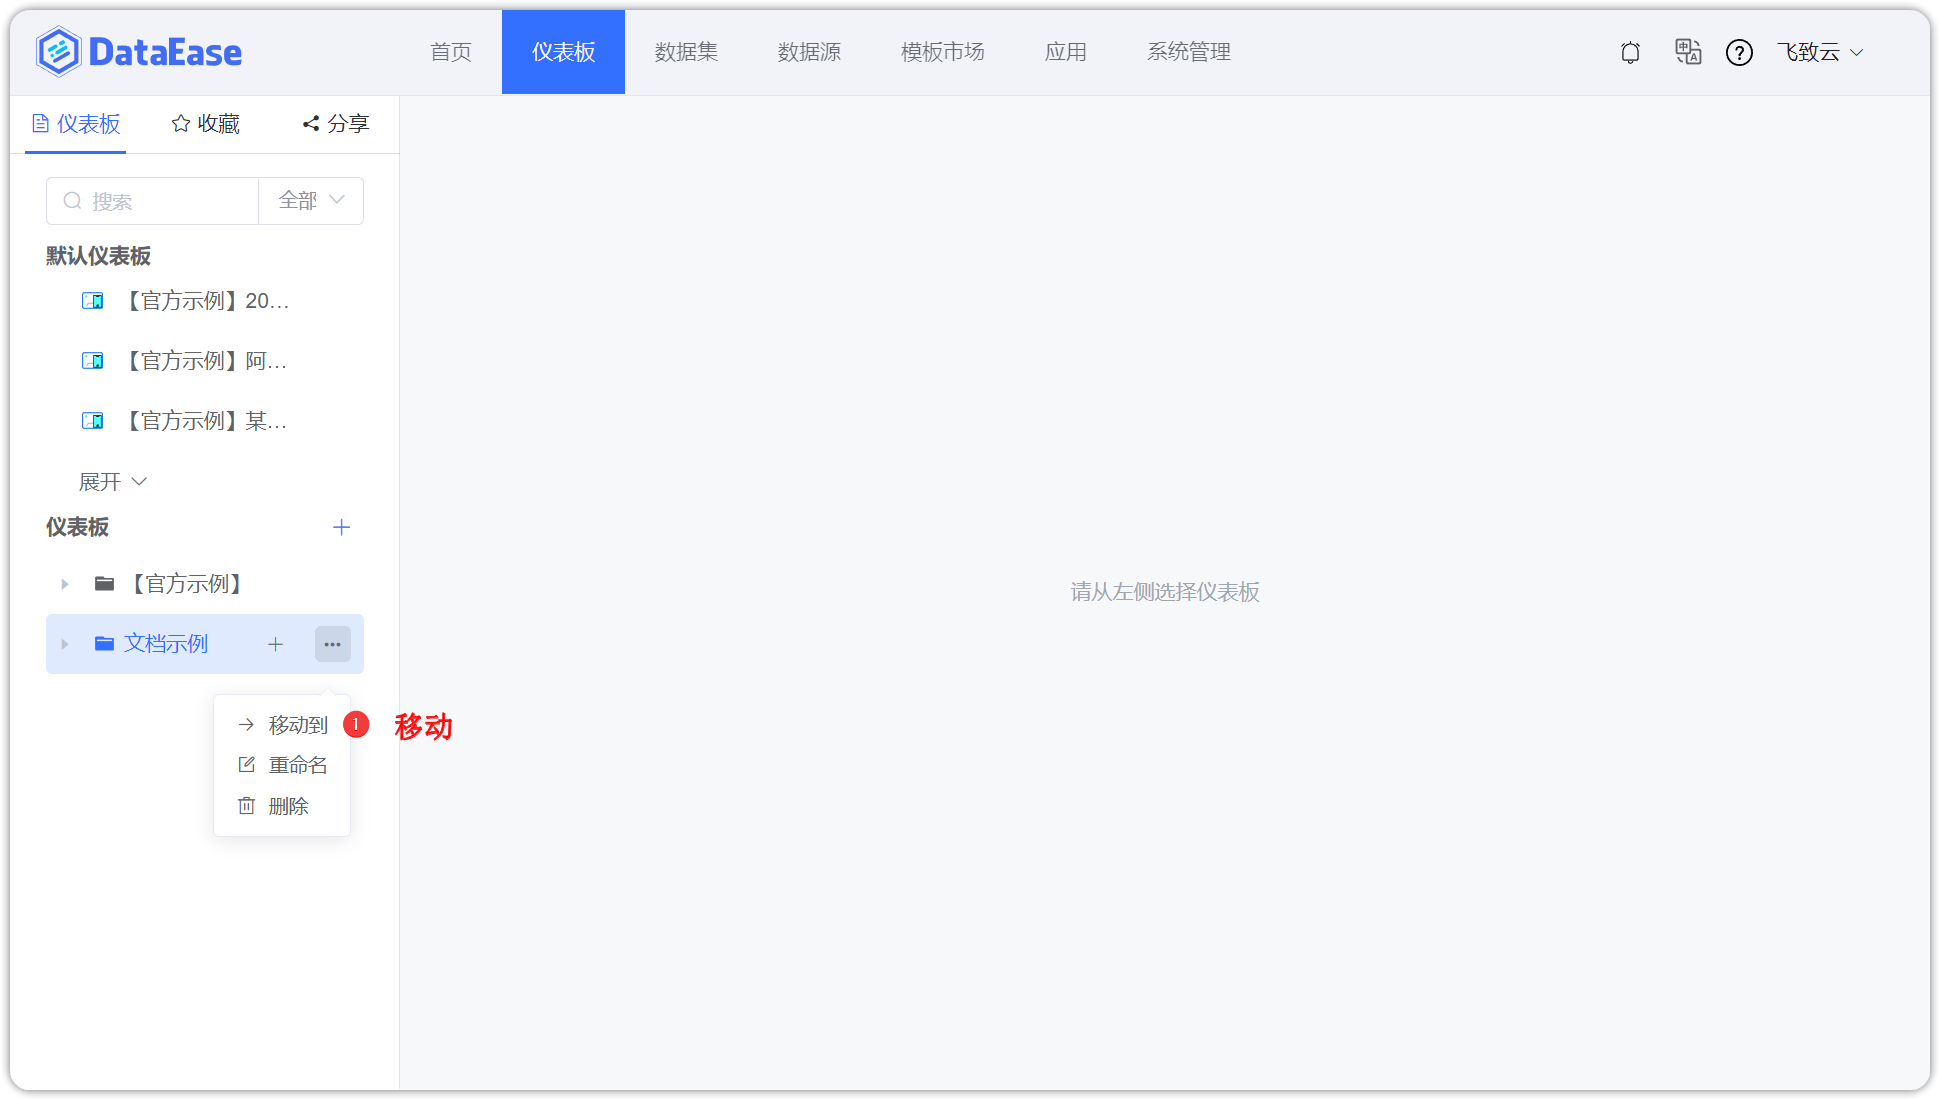 DataEase
首页
仪表板
数据集
数据源
模板市场
应用
系统管理
飞致云
仪表板
收藏
分享
搜索
全部
默认仪表板
【官方示例】20...
【官方示例】阿...
【官方示例】某...
展开
仪表板
【官方示例】
文档示例
移动到
1
移动
重命名
删除
请从左侧选择仪表板